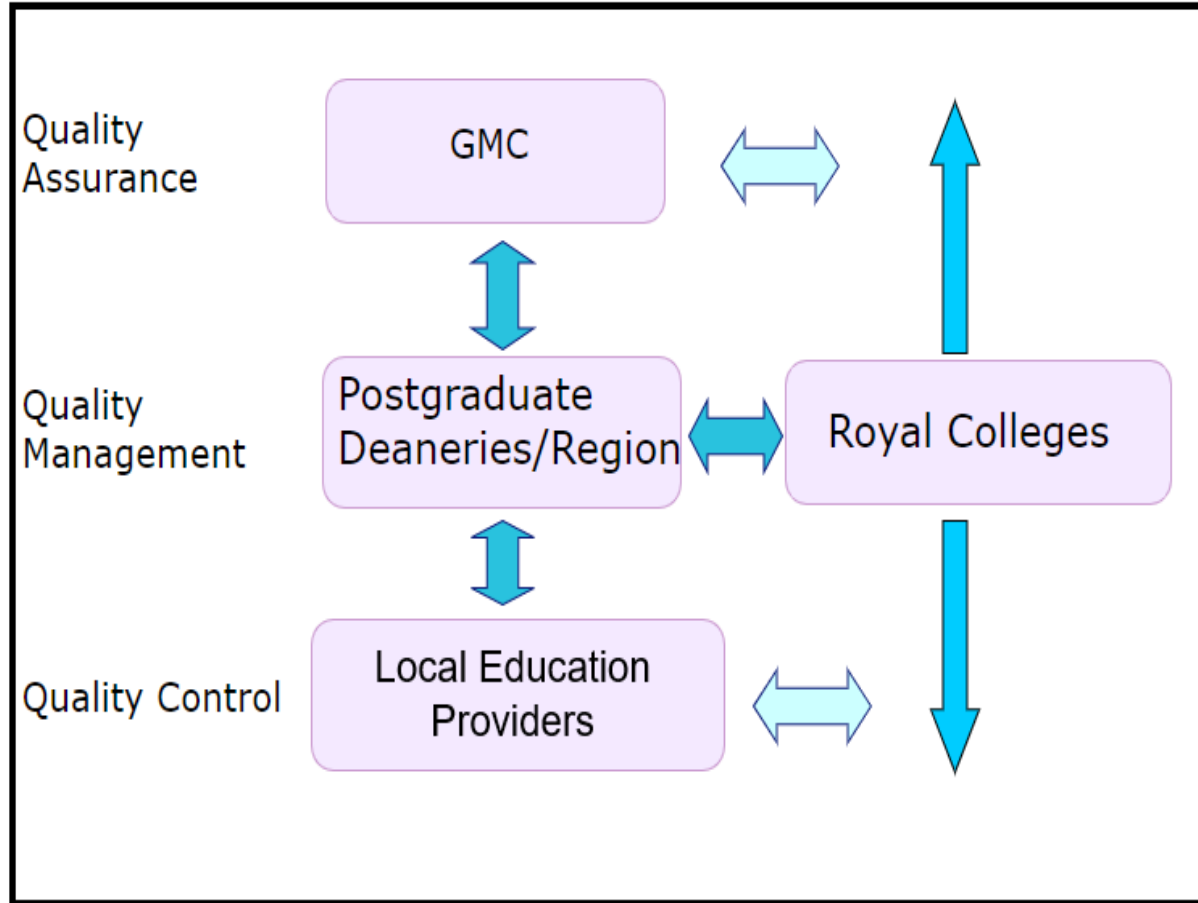 Quality
Assurance
GMC
Quality
Management
Postgraduate
Deaneries/Region
Royal Colleges
Quality Control
Local Education
Providers